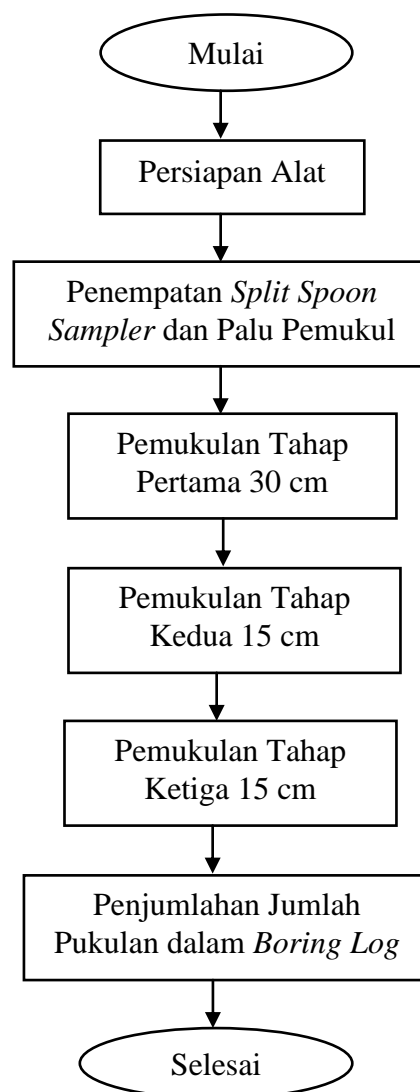 Mulai
Persiapan Alat
Penempatan Split Spoon
Sampler dan Palu Pemukul
Pemukulan Tahap
Pertama 30 cm
Pemukulan Tahap
Kedua 15 cm
Pemukulan Tahap
Ketiga 15 cm
Penjumlahan Jumlah
Pukulan dalam Boring Log
Selesai